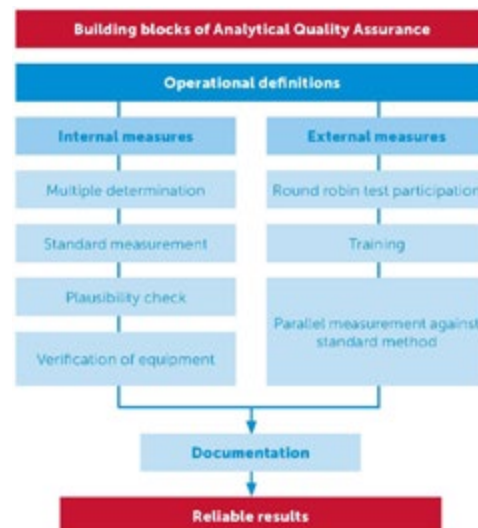 Building blocks of Analytical Quality Assurance
Operational definitions
Internal measures
Multiple determination
Standard measurement
Plausibility check
Verification of equipment
External measures
Round robin test participation
Training
Parallel measurement against
standard method
Documentation
Reliable results